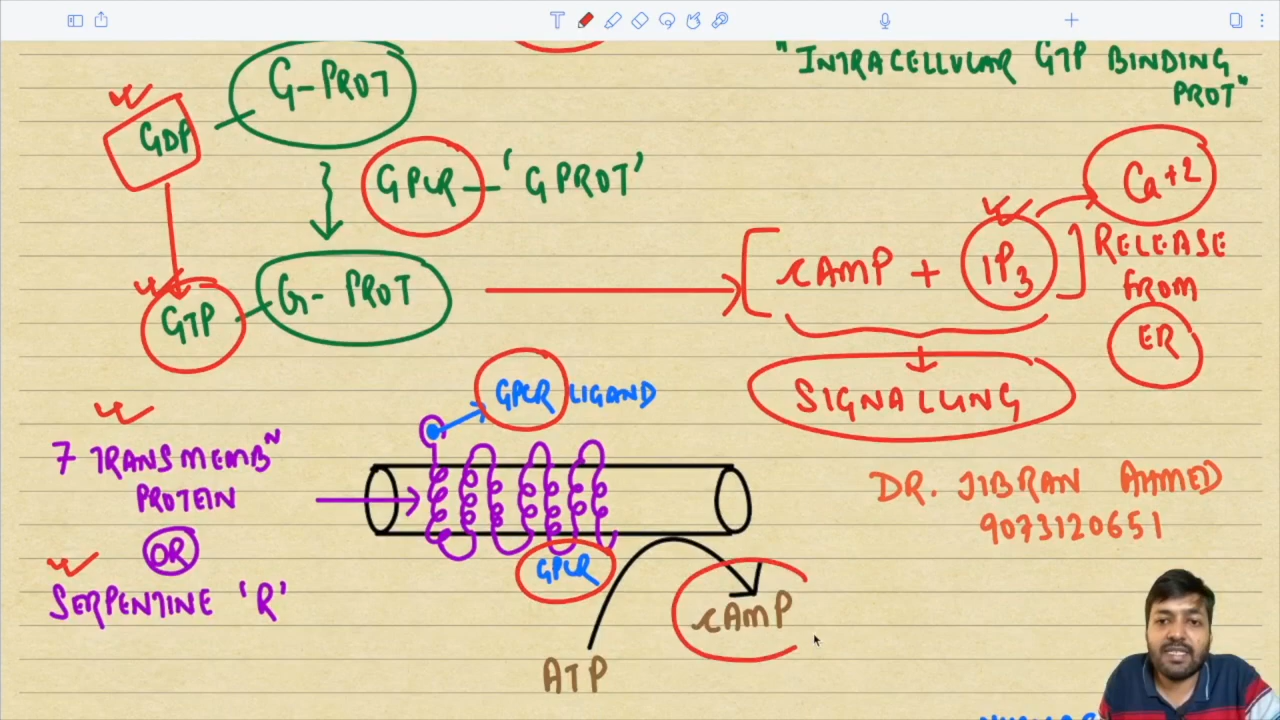 G-PROT
"INTRACELLULAR GTP BINDING
PROT"
GDP
GPCR - 'GPROT'
Ca+2
GTP
G-PROT
[cAMP + IP3]
RELEASE
FROM
ER
SIGNALLING
GPCR LIGAND
7 TRANSMEMBN
PROTEIN
OR
SERPENTINE 'R'
GPCR
DR. JIBRAN AHMED
9073120651
cAMP
ATP